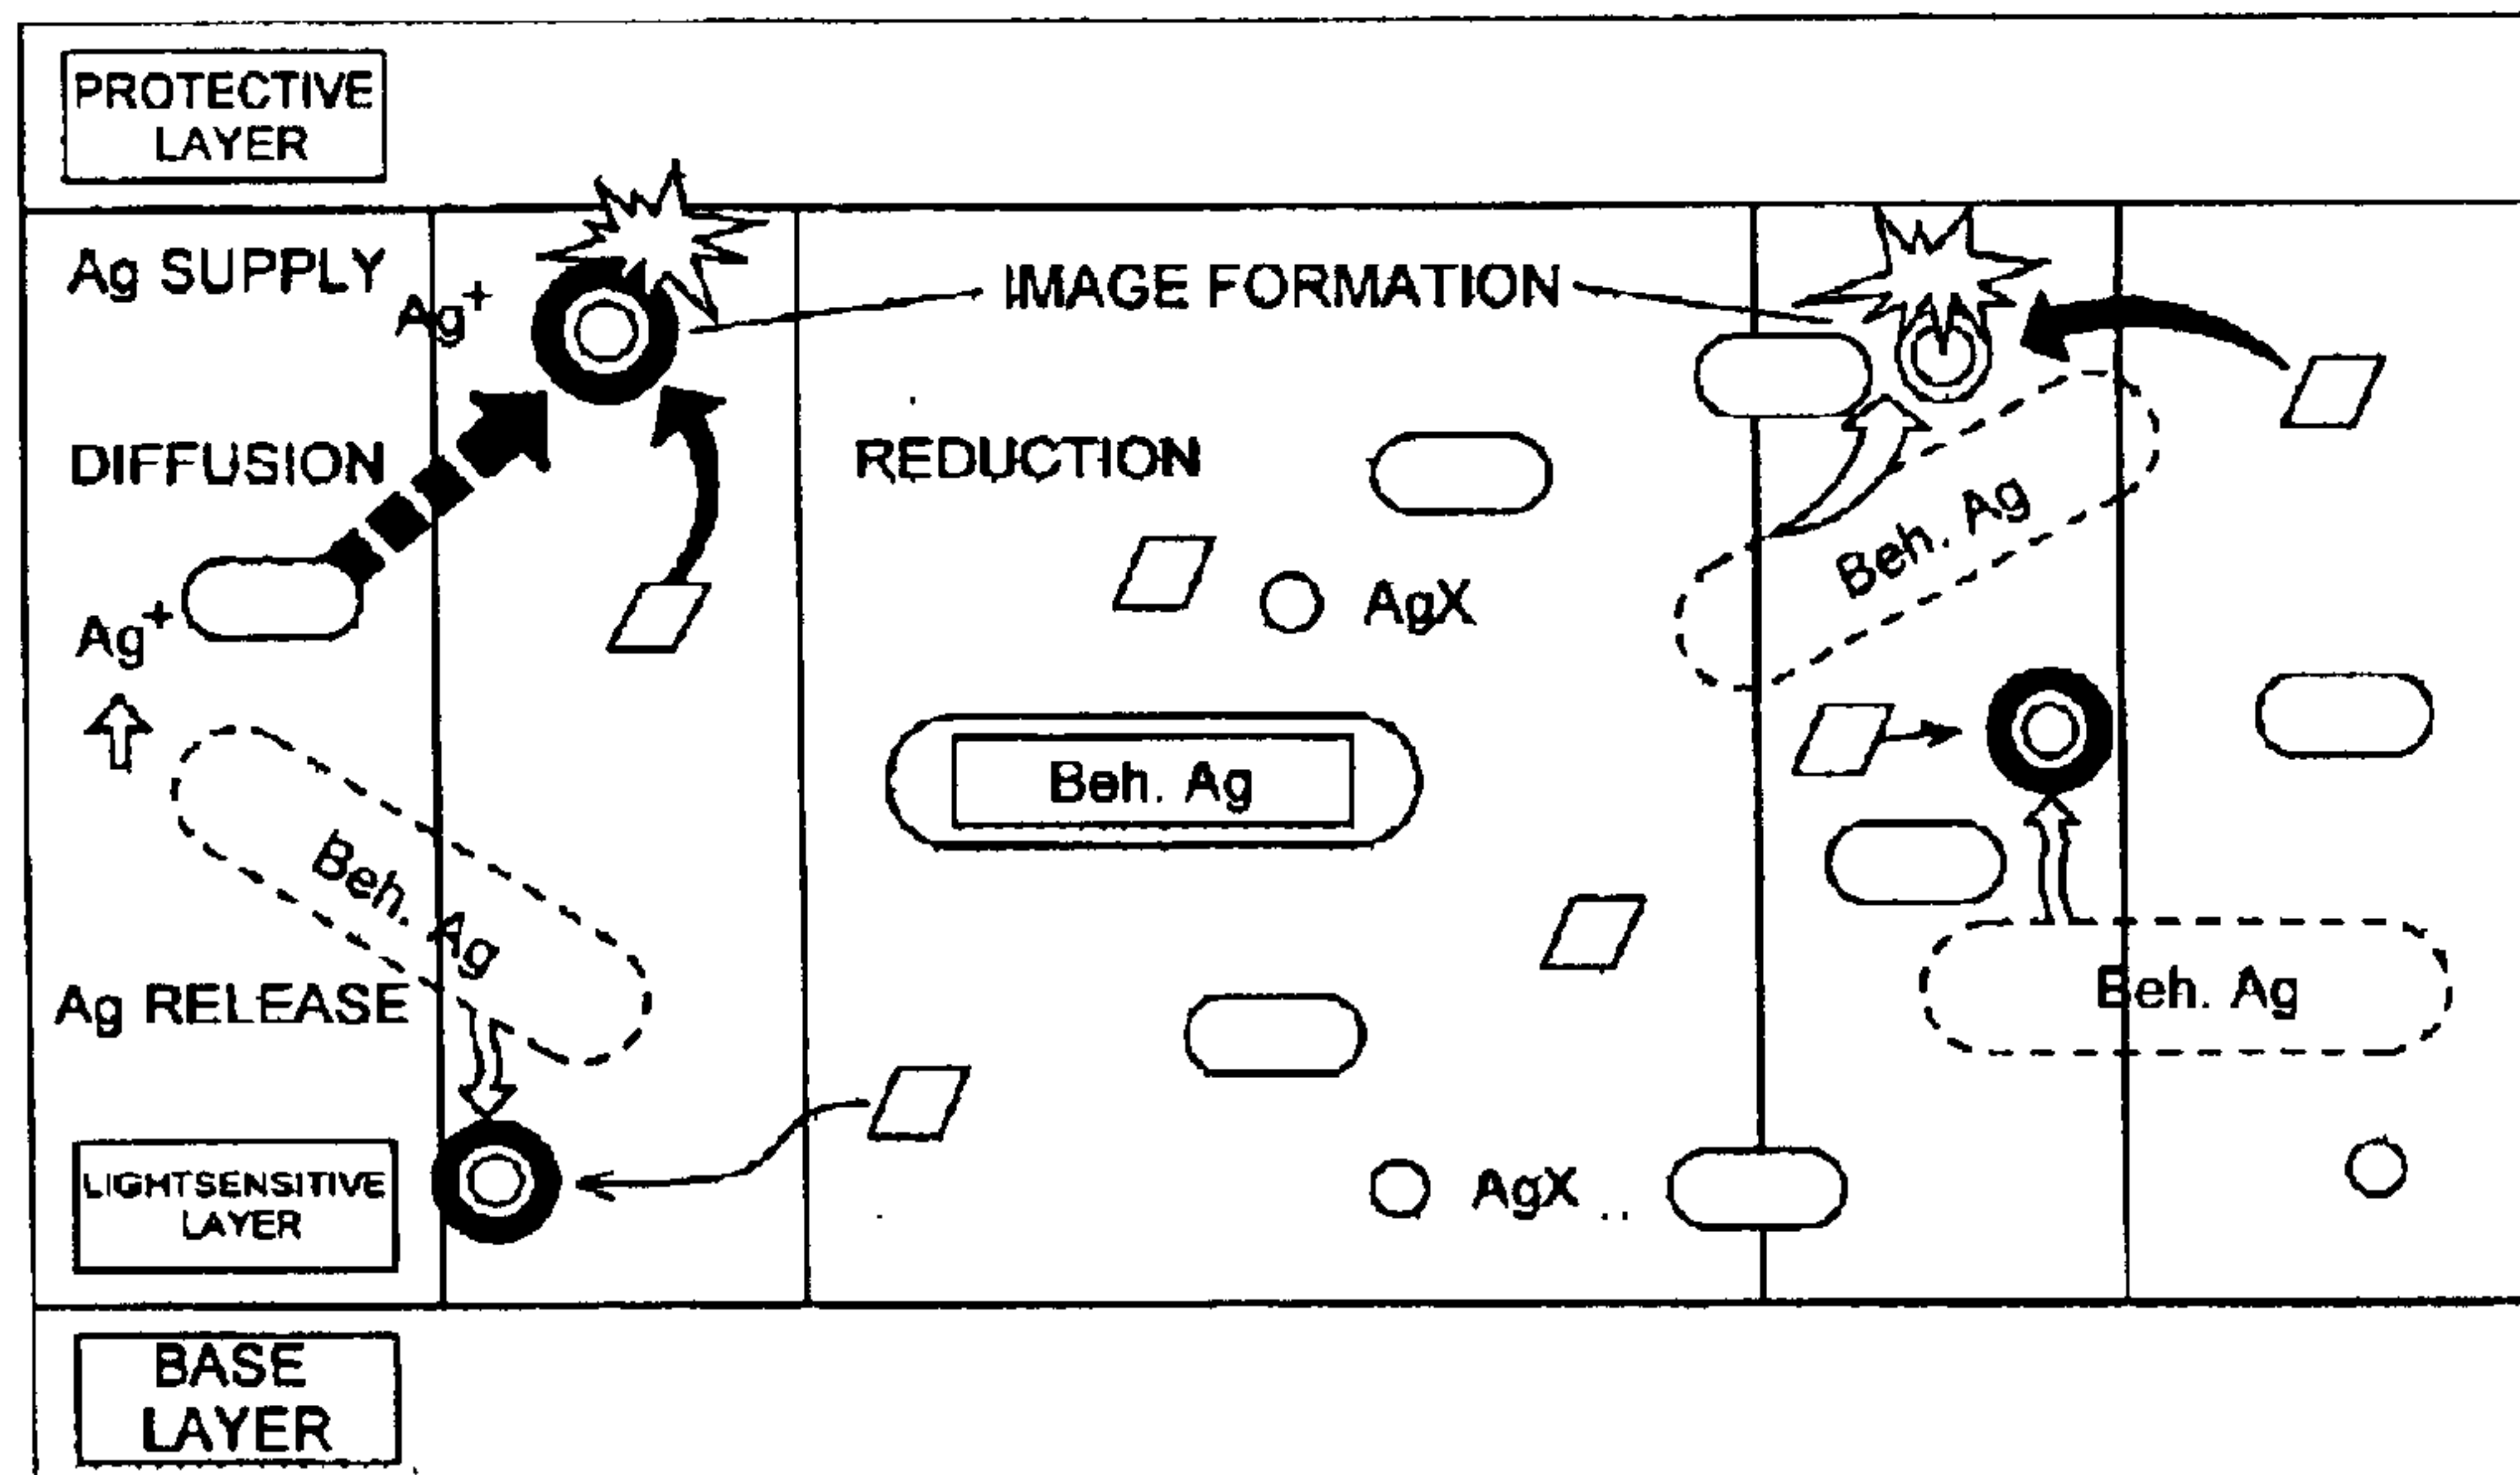 PROTECTIVE
LAYER
Ag SUPPLY
Ag+
IMAGE FORMATION
DIFFUSION
REDUCTION
Beh. Ag
AgX
Ag+
Beh. Ag
Beh. Ag
Beh. Ag
Ag RELEASE
LIGHTSENSITIVE
LAYER
AgX
BASE
LAYER